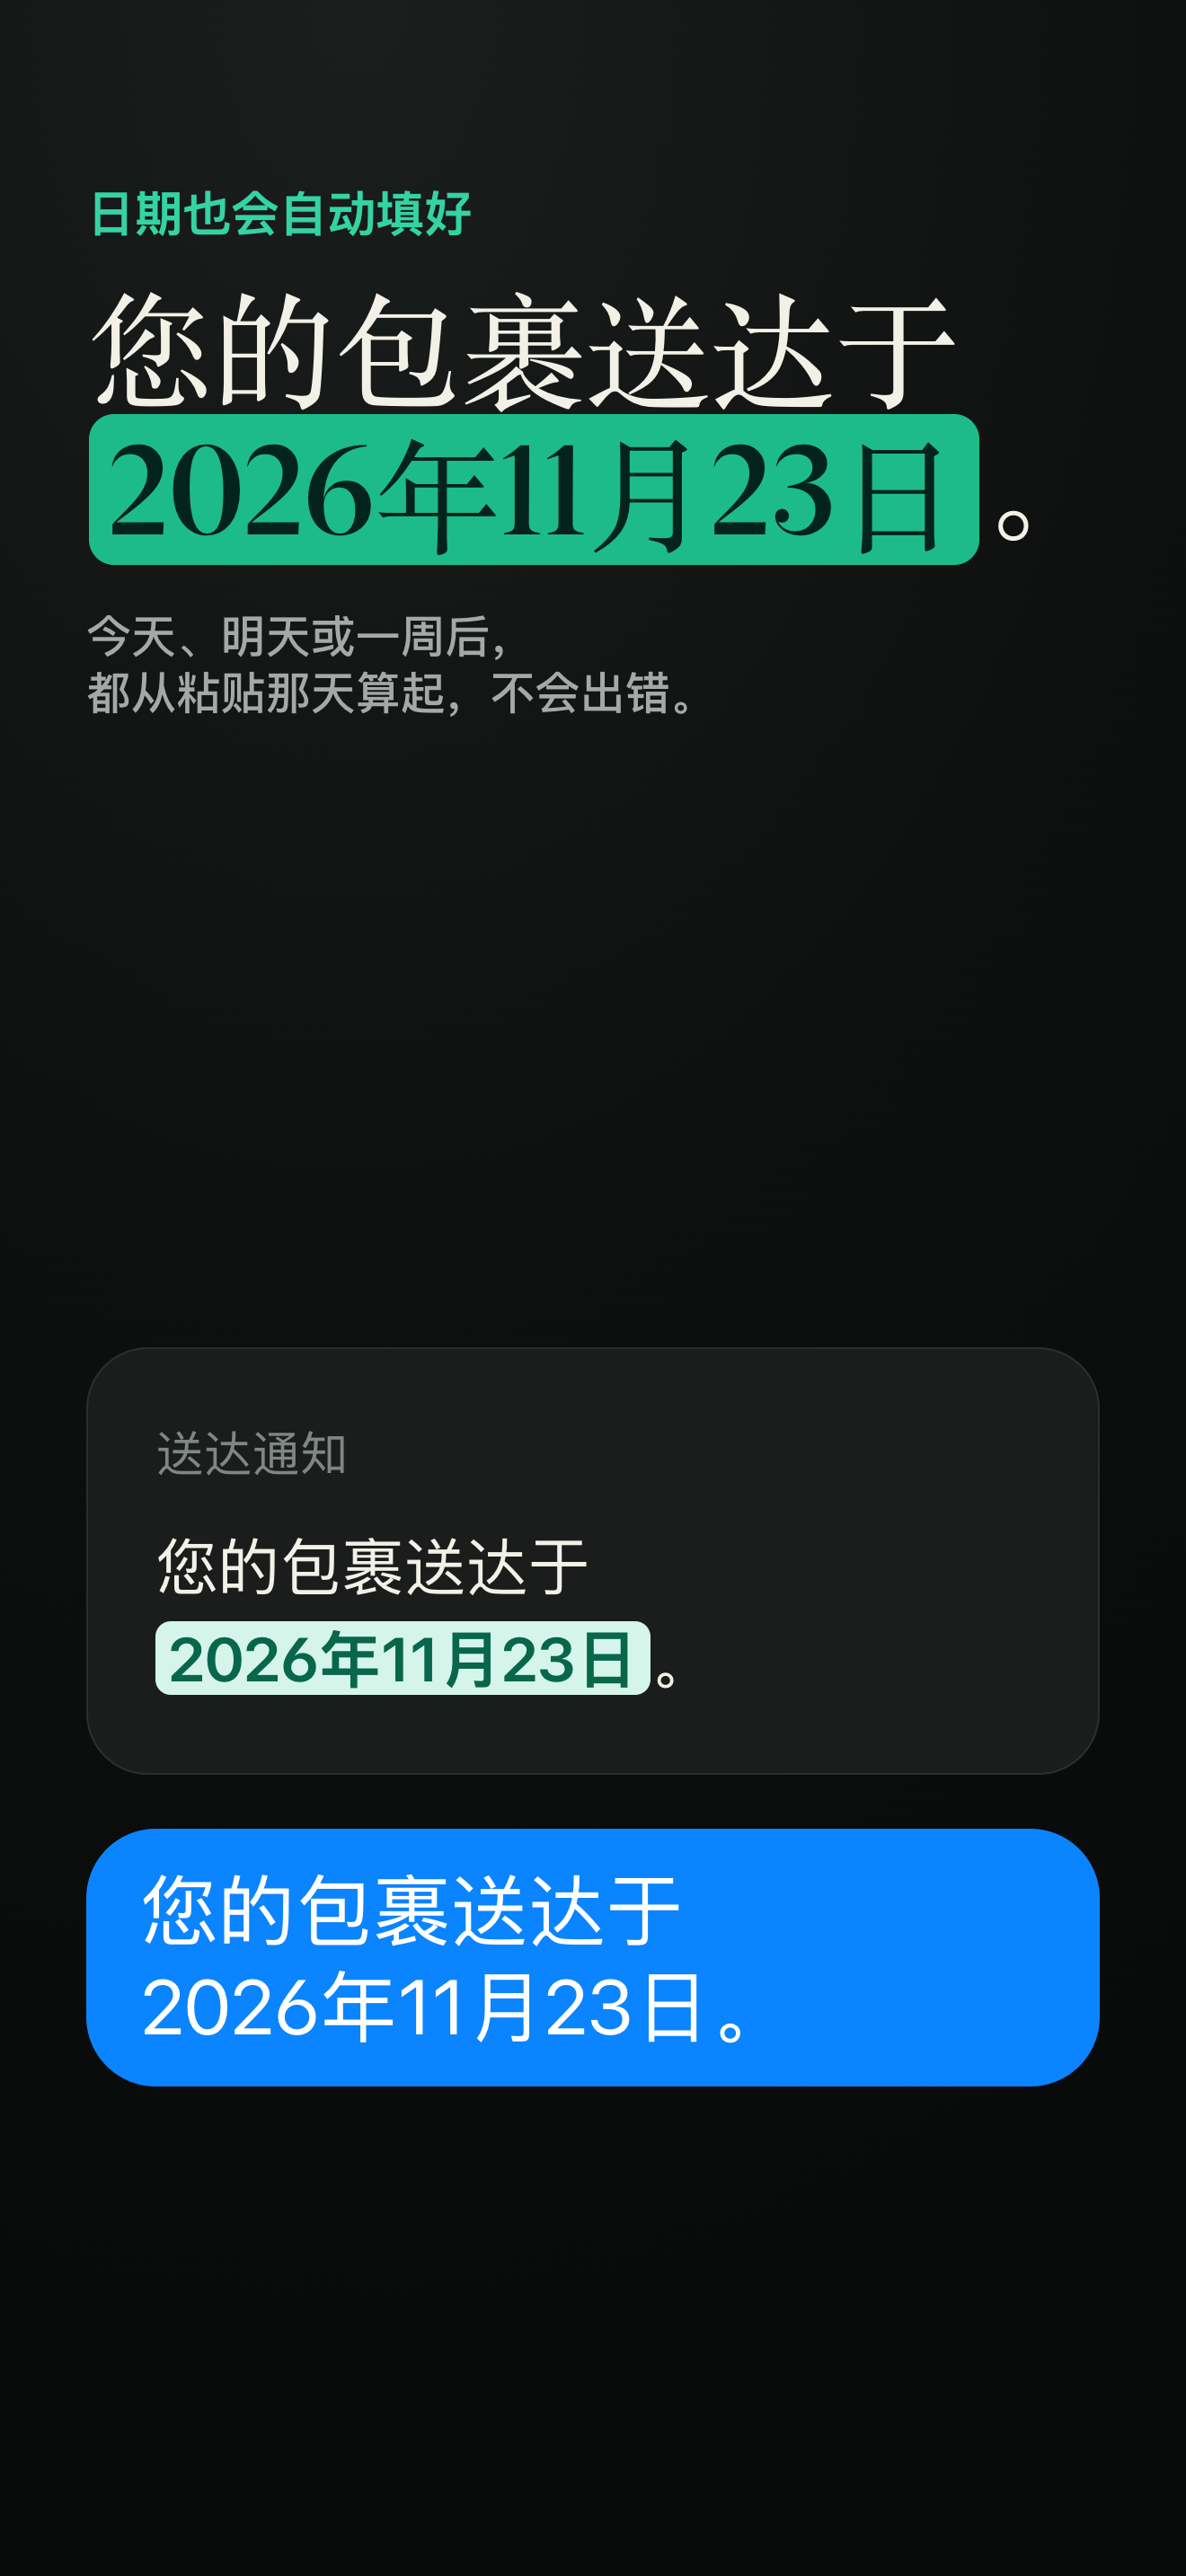 日期也会自动填好
您的包裹送达于
2026年11月23日。
今天、明天或一周后，
都从粘贴那天算起，不会出错。
送达通知
您的包裹送达于
2026年11月23日。
您的包裹送达于
2026年11月23日。